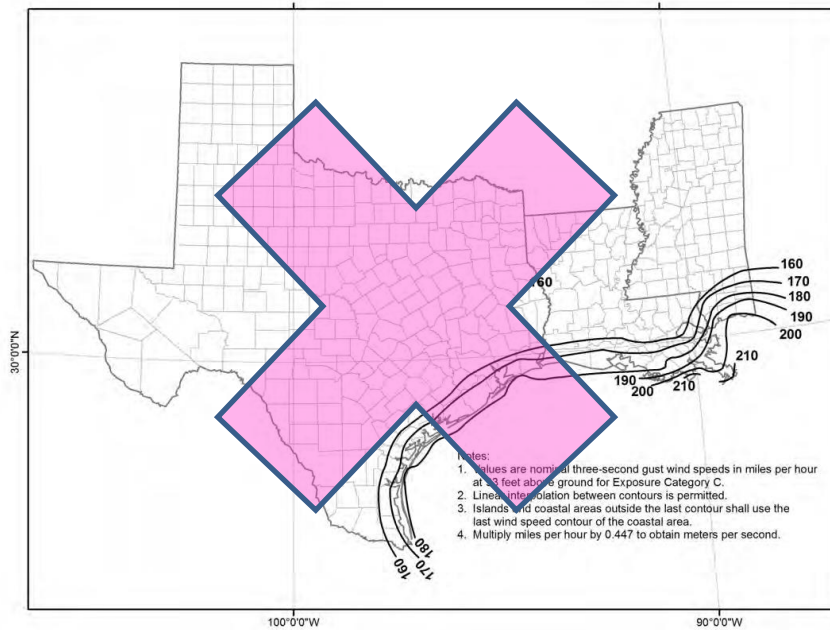 160
170
180
190
200
210
60
190
200
210
30°0'0"N
Notes:
1. Values are nominal three-second gust wind speeds in miles per hour
at 33 feet above ground for Exposure Category C.
2. Linear interpolation between contours is permitted.
3. Islands and coastal areas outside the last contour shall use the
last wind speed contour of the coastal area.
4. Multiply miles per hour by 0.447 to obtain meters per second.
180
170
160
100°0'0"W
90°0'0"W